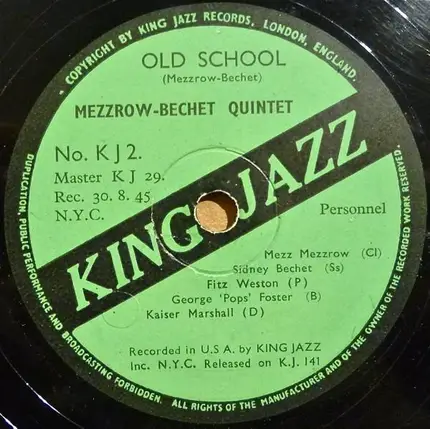 COPYRIGHT BY KING JAZZ RECORDS, LONDON, ENGLAND.
OLD SCHOOL
(Mezzrow-Bechet)
MEZZROW-BECHET QUINTET
No. KJ2.
Master KJ 29.
Rec. 30. 8. 45
N.Y.C.
KING JAZZ
Personnel
Mezz Mezzrow (Cl)
Sidney Bechet (Ss)
Fitz Weston (P)
George 'Pops' Foster (B)
Kaiser Marshall (D)
Recorded in U.S.A. by KING JAZZ
Inc. N.Y.C. Released on K.J. 141
DUPLICATION, PUBLIC PERFORMANCE AND BROADCASTING FORBIDDEN. ALL RIGHTS OF THE MANUFACTURER AND OF THE OWNER OF THE RECORDED WORK RESERVED.